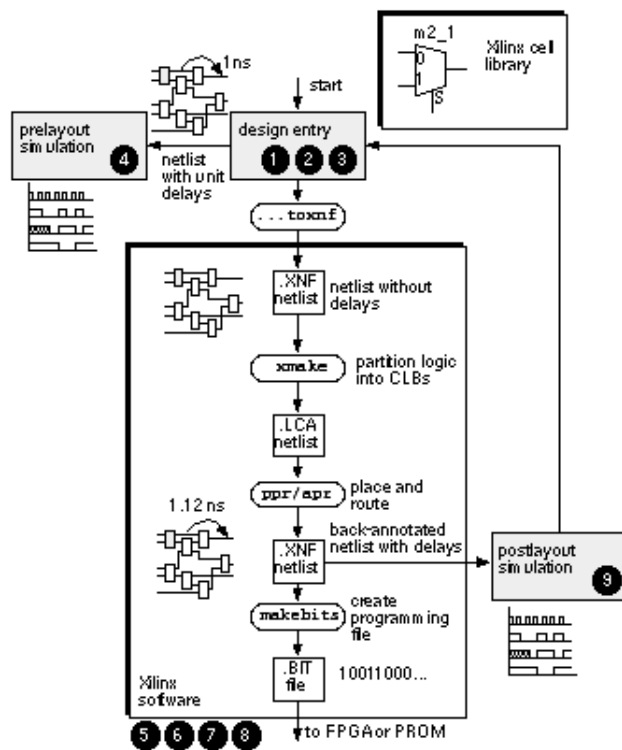 m2_1
0
1
S
Xilinx cell
library
1ns
start
prelayout
simulation
4
design entry
1 2 3
netlist
with unit
delays
...toxnf
.XNF
netlist
netlist without
delays
xmake
partition logic
into CLBs
.LCA
netlist
ppr/apr
place and
route
1.12 ns
.XNF
netlist
back-annotated
netlist with delays
postlayout
simulation
9
makebits
create
programming
file
.BIT
file
10011000...
Xilinx
software
5 6 7 8
to FPGA or PROM